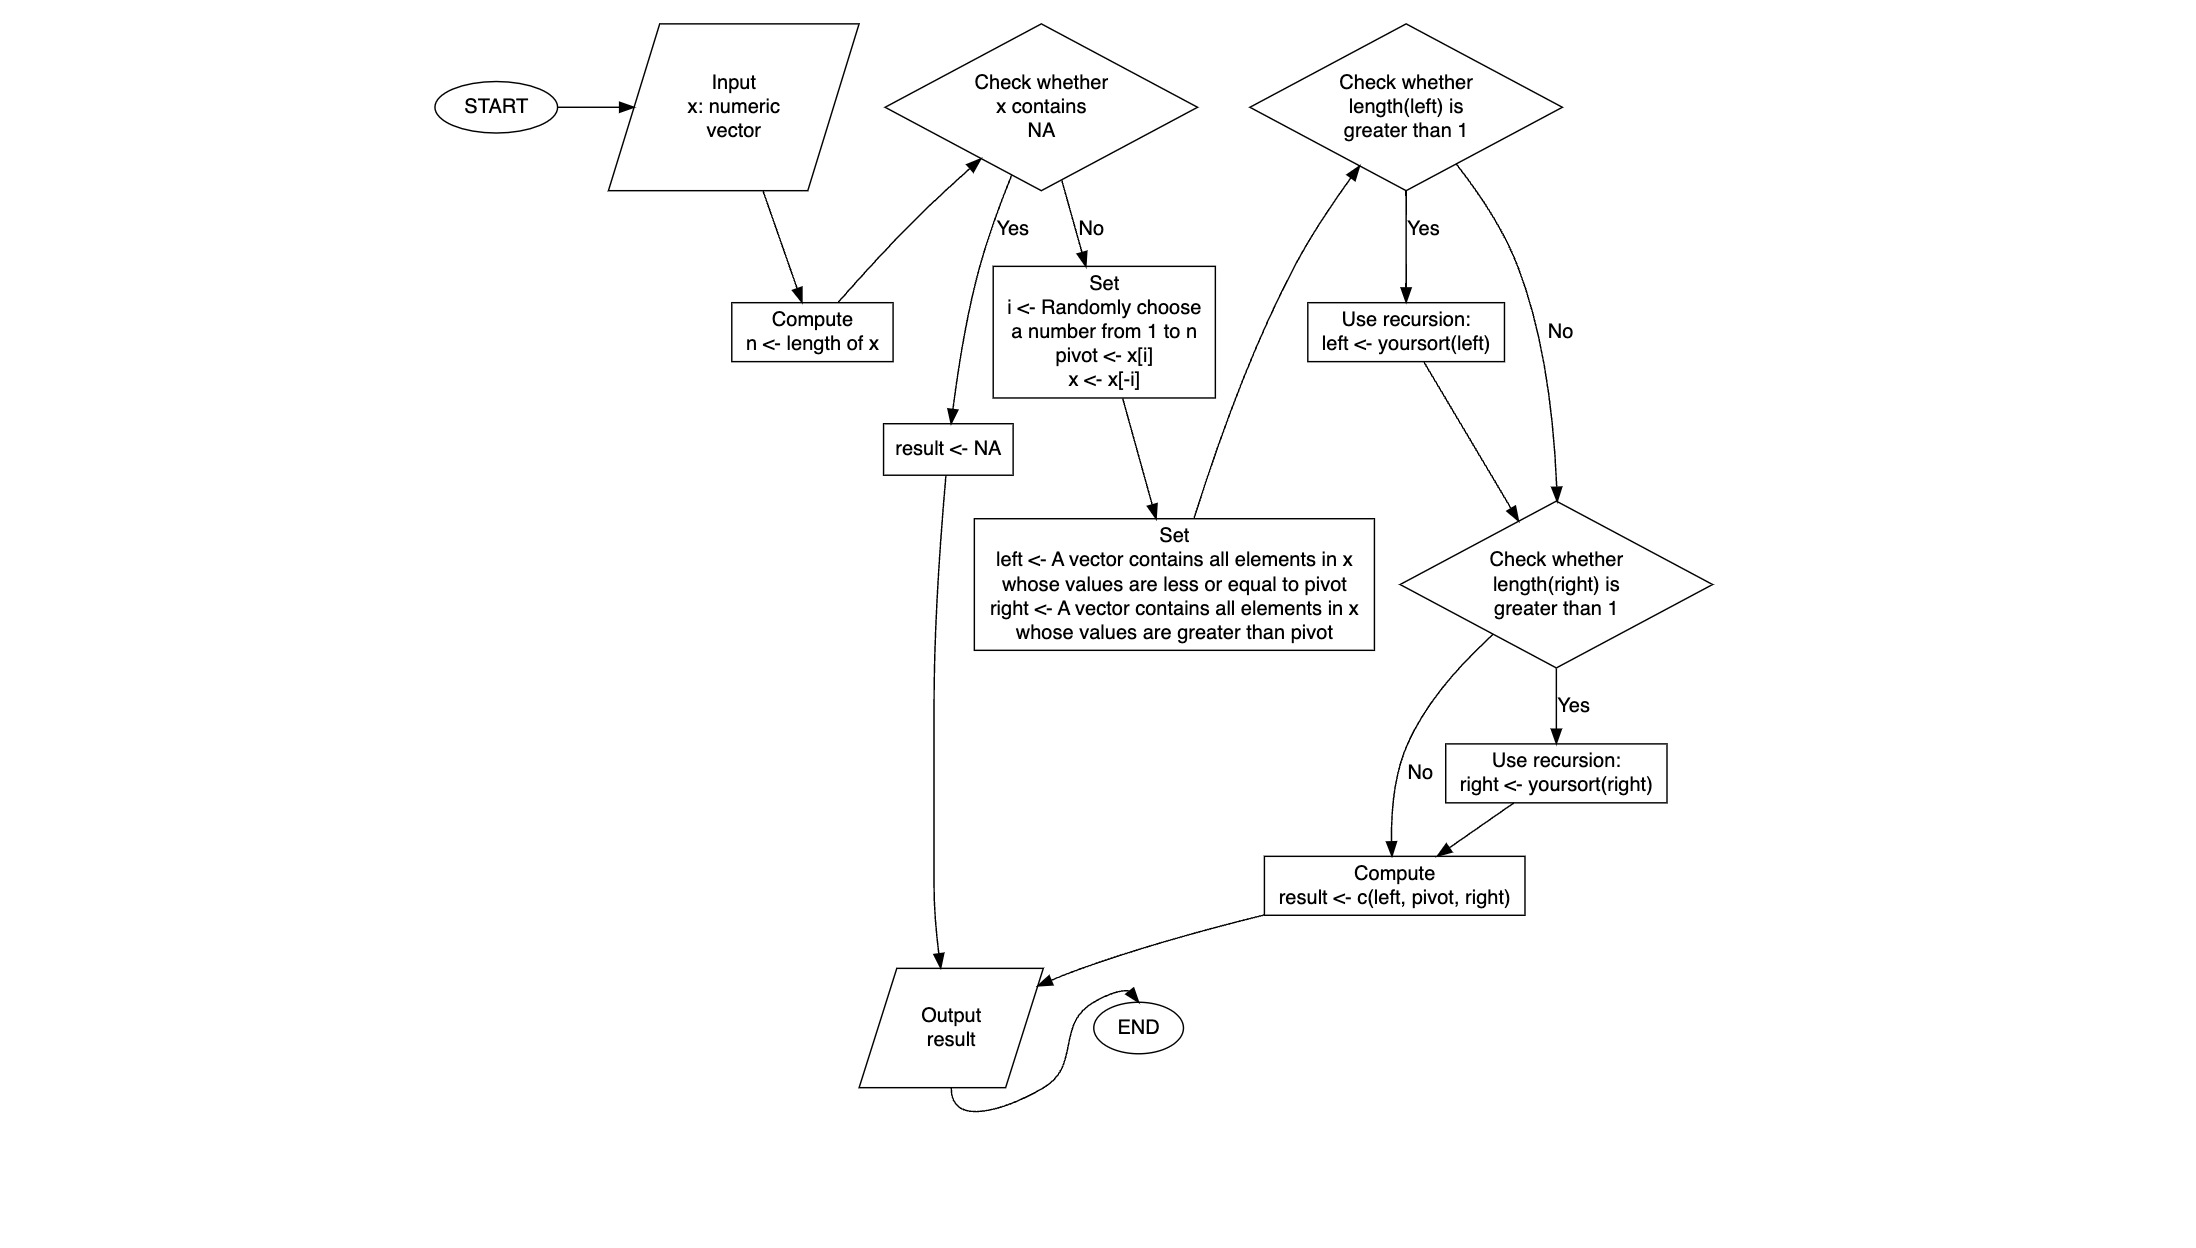 START
Input
x: numeric
vector
Compute
n <- length of x
Check whether
x contains
NA
Yes
No
result <- NA
Set
i <- Randomly choose
a number from 1 to n
pivot <- x[i]
x <- x[-i]
Set
left <- A vector contains all elements in x
whose values are less or equal to pivot
right <- A vector contains all elements in x
whose values are greater than pivot
Check whether
length(left) is
greater than 1
Yes
No
Use recursion:
left <- yoursort(left)
Check whether
length(right) is
greater than 1
Yes
No
Use recursion:
right <- yoursort(right)
Compute
result <- c(left, pivot, right)
Output
result
END